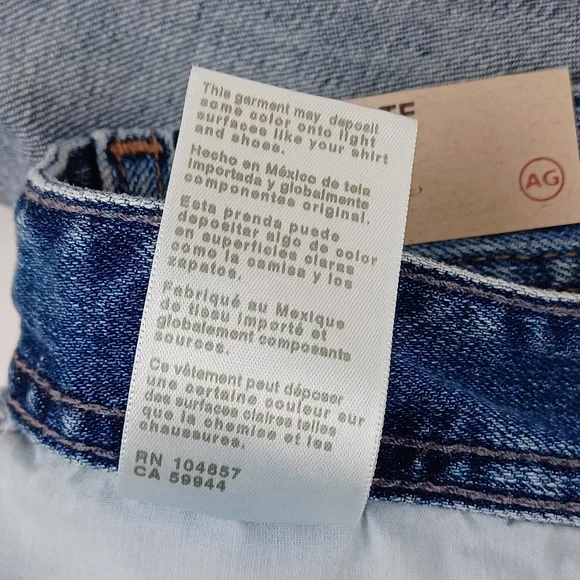 This garment may deposit
some color onto light
surfaces like your shirt
and shoes.
Hecho en México de tela
importada y globalmente
componentes original.
Esta prenda puede
depositar algo de color
en superficies claras
como la camisa y los
zapatos.
Fabriqué au Mexique
de tissu importé et
globalement composants
sources.
Ce vêtement peut déposer
une certaine couleur sur
des surfaces claires telles
que la chemise et les
chaussures.
RN 104657
CA 59944
AG